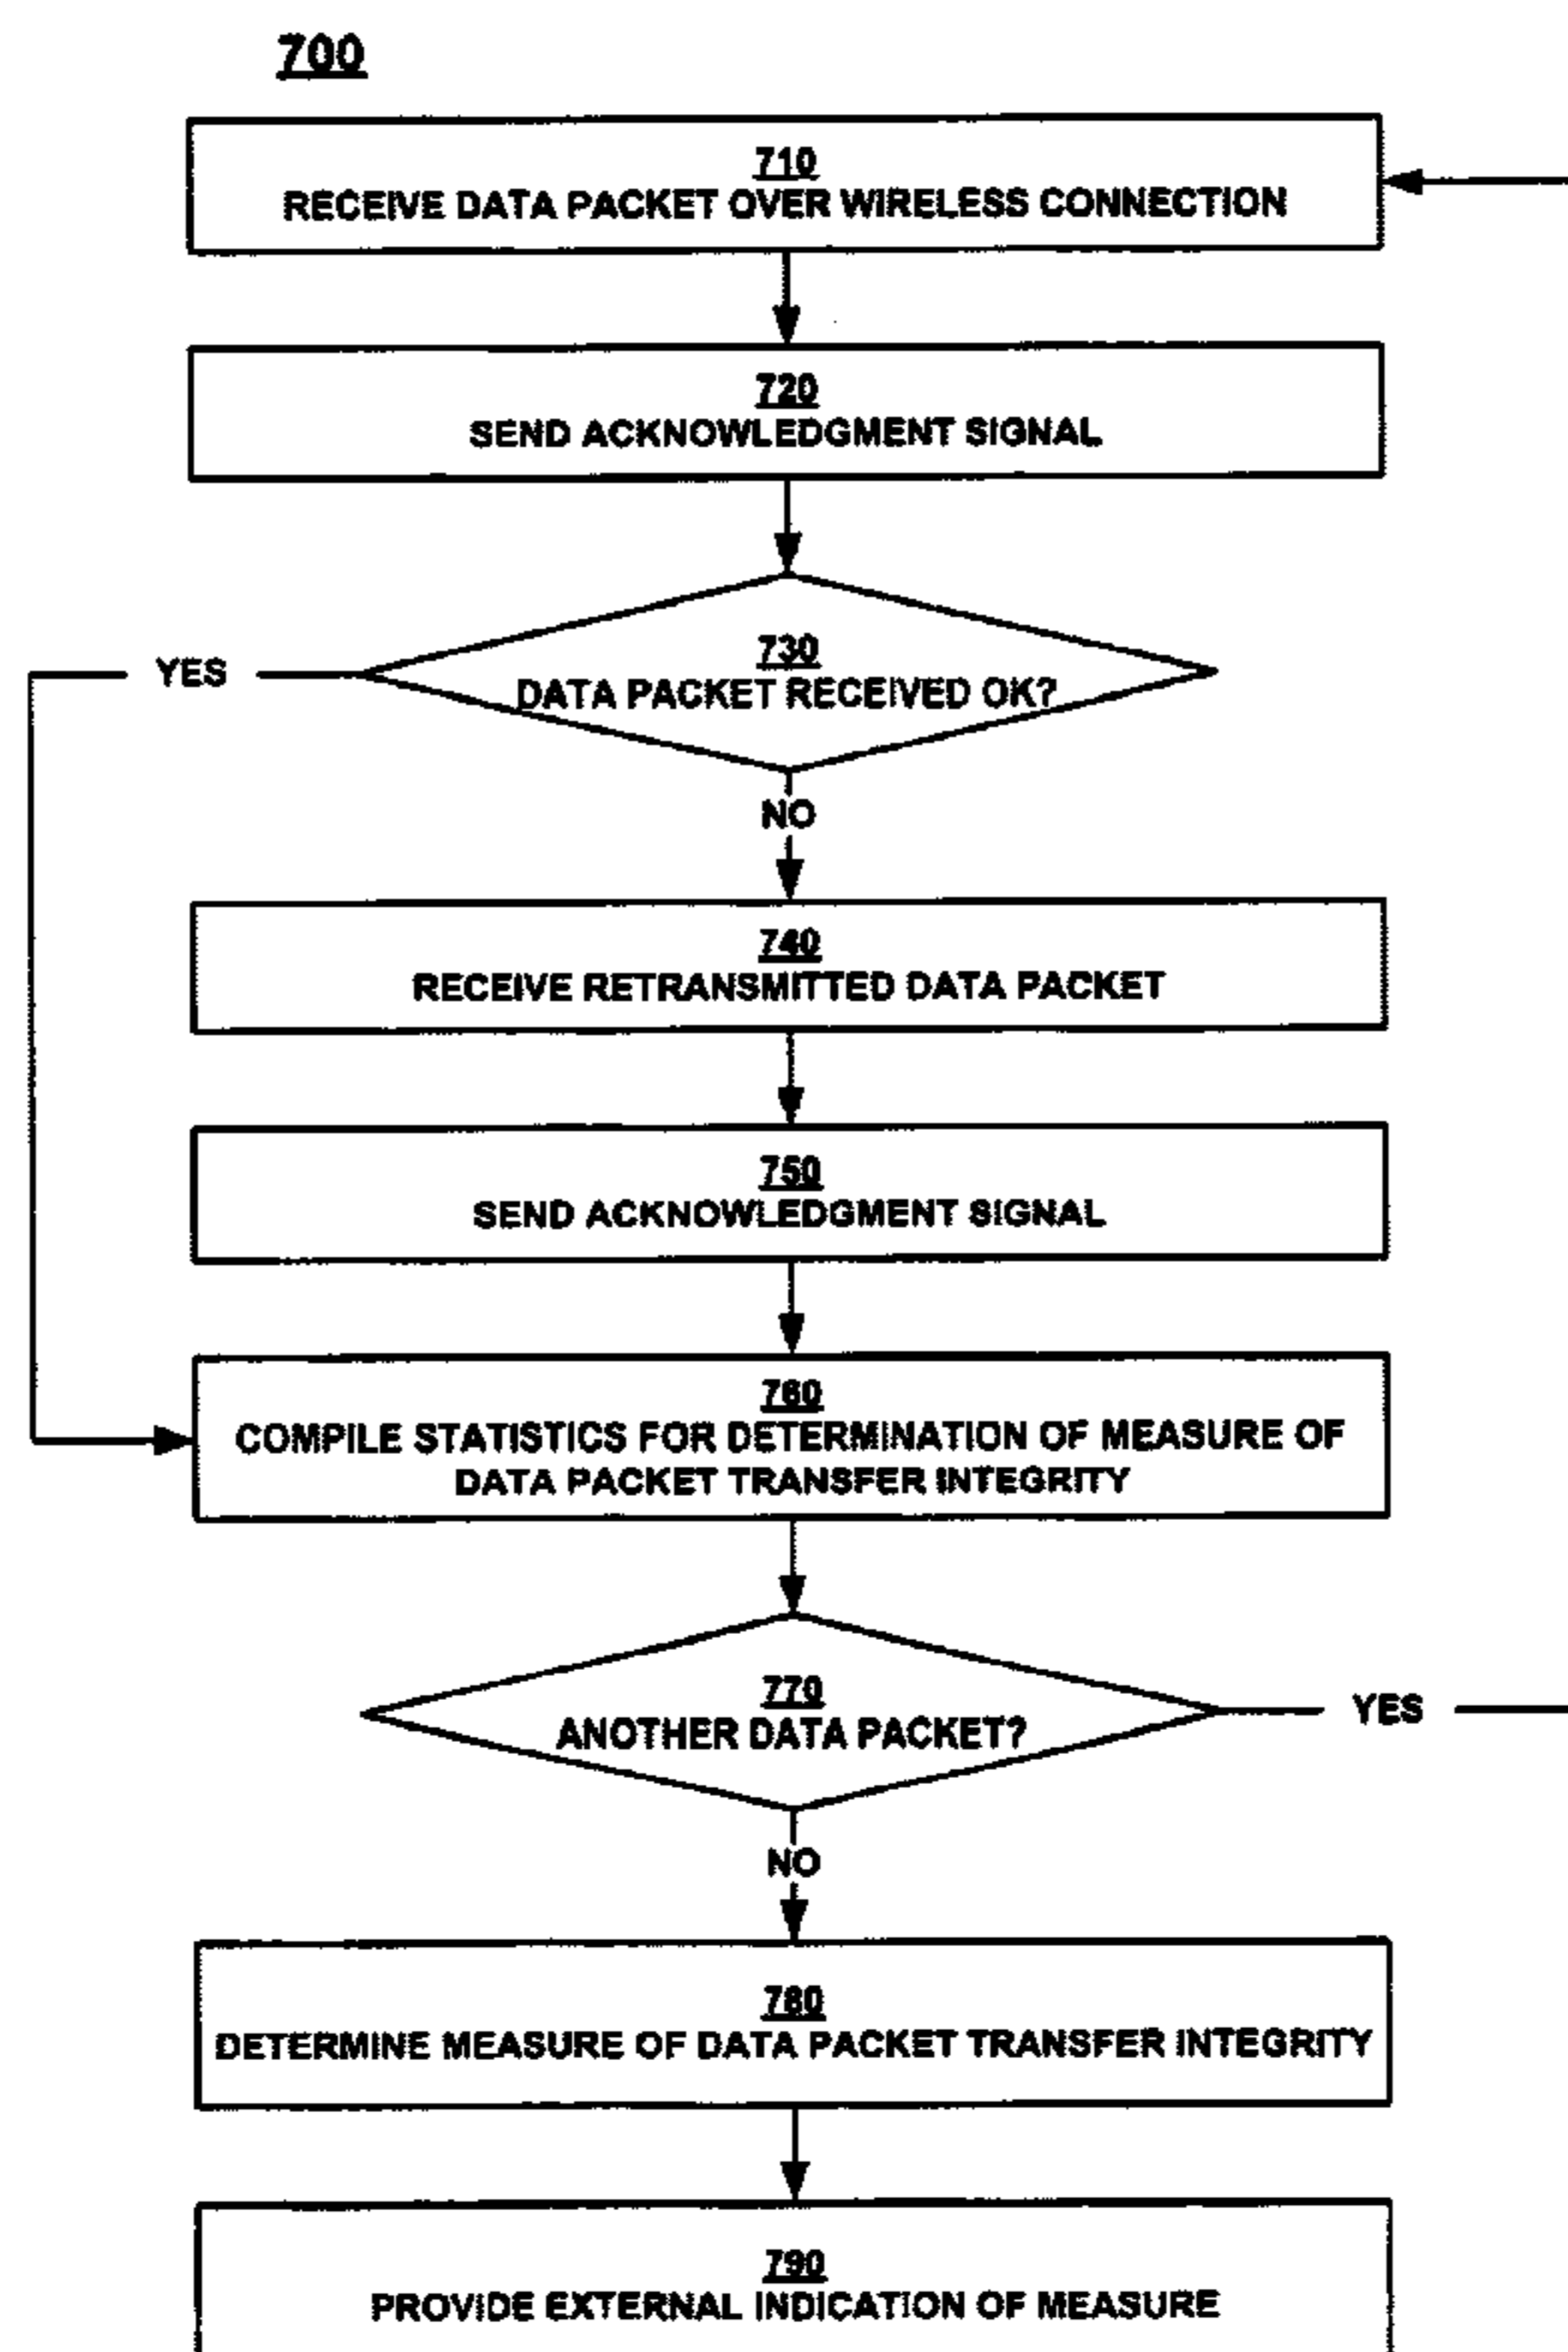 700
710
RECEIVE DATA PACKET OVER WIRELESS CONNECTION
720
SEND ACKNOWLEDGMENT SIGNAL
730
DATA PACKET RECEIVED OK?
YES
NO
740
RECEIVE RETRANSMITTED DATA PACKET
750
SEND ACKNOWLEDGMENT SIGNAL
760
COMPILE STATISTICS FOR DETERMINATION OF MEASURE OF
DATA PACKET TRANSFER INTEGRITY
770
ANOTHER DATA PACKET?
YES
NO
780
DETERMINE MEASURE OF DATA PACKET TRANSFER INTEGRITY
790
PROVIDE EXTERNAL INDICATION OF MEASURE